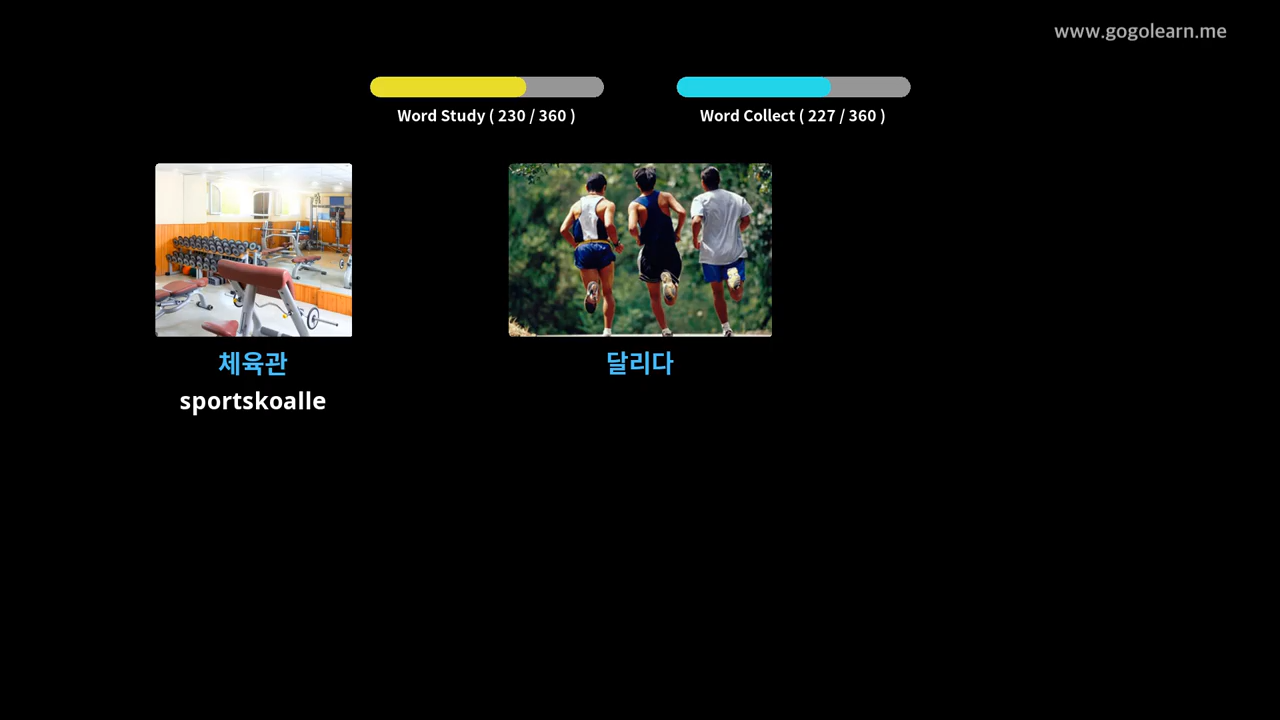 www.gogolearn.me
Word Study ( 230 / 360 )
Word Collect ( 227 / 360 )
체육관
sportskoalle
달리다